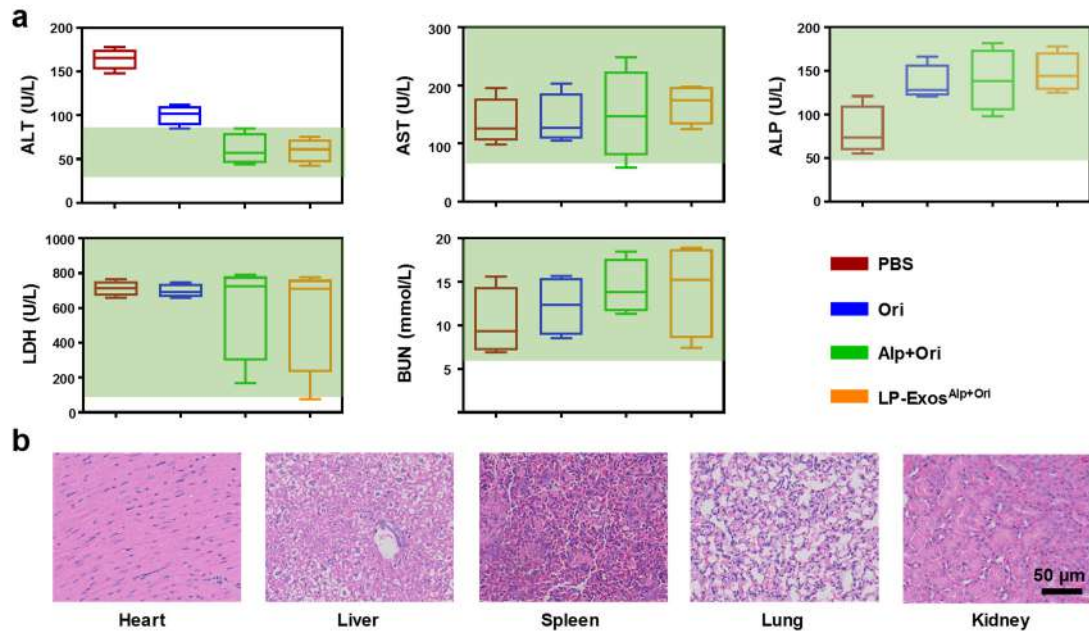 a
200
150
100
50
0
ALT (U/L)
300
200
100
0
AST (U/L)
200
150
100
50
0
ALP (U/L)
1000
800
600
400
200
0
LDH (U/L)
20
15
10
5
BUN (mmol/L)
PBS
Ori
Alp+Ori
LP-Exos^Alp+Ori
b
50 µm
Heart
Liver
Spleen
Lung
Kidney